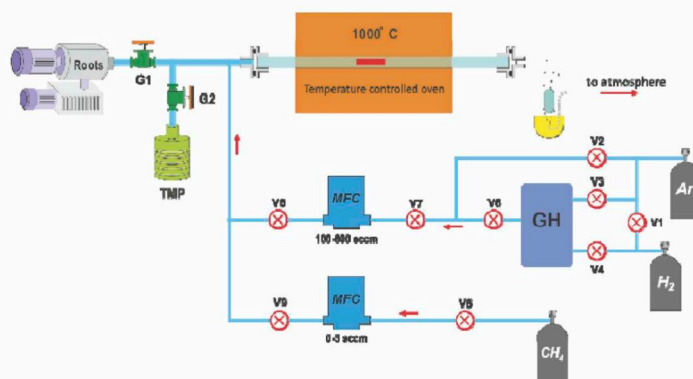 1000° C
Roots
G1
Temperature controlled oven
to atmosphere
G2
V2
TMP
V3
Ar
V8
MFC
V7
V6
GH
V1
100-800 sccm
V4
H₂
V9
MFC
V5
0-5 sccm
CH₄